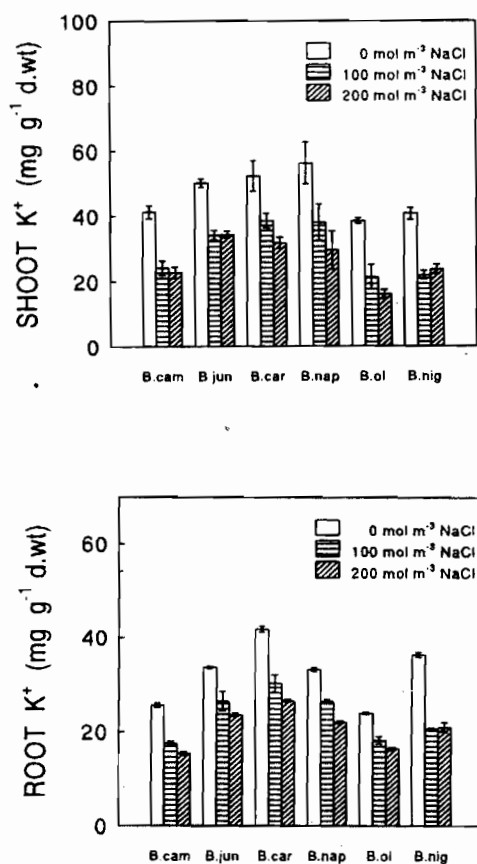 100
80
60
40
20
0
SHOOT K⁺ (mg g⁻¹ d.wt)
0 mol m⁻³ NaCl
100 mol m⁻³ NaCl
200 mol m⁻³ NaCl
B.cam B.jun B.car B.nap B.ol B.nig
60
40
20
0
ROOT K⁺ (mg g⁻¹ d.wt)
0 mol m⁻³ NaCl
100 mol m⁻³ NaCl
200 mol m⁻³ NaCl
B.cam B.jun B.car B.nap B.ol B.nig